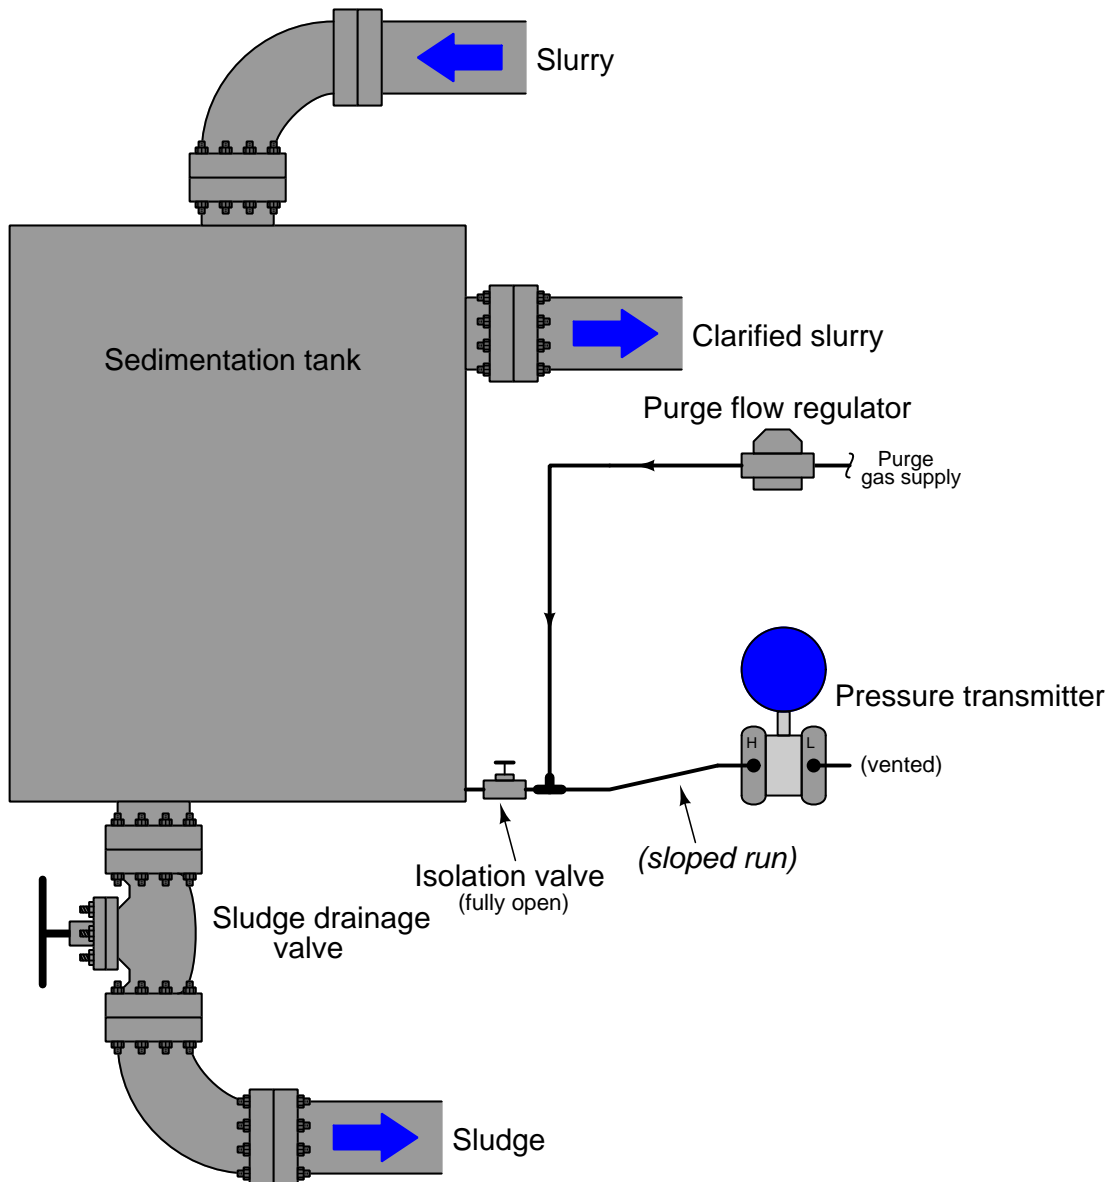 Slurry
Clarified slurry
Sedimentation tank
Purge flow regulator
Purge
gas supply
Pressure transmitter
H
L
(vented)
(sloped run)
Isolation valve
(fully open)
Sludge drainage
valve
Sludge